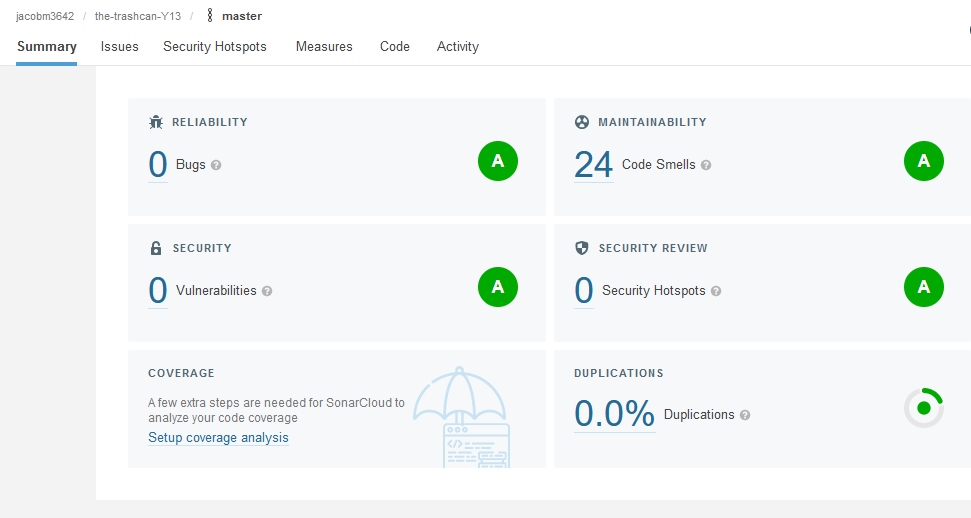 jacobm3642 / the-trashcan-Y13 / master
Summary Issues Security Hotspots Measures Code Activity
RELIABILITY
0 Bugs ?
A
MAINTAINABILITY
24 Code Smells ?
A
SECURITY
0 Vulnerabilities ?
A
SECURITY REVIEW
0 Security Hotspots ?
A
COVERAGE
A few extra steps are needed for SonarCloud to
analyze your code coverage
Setup coverage analysis
</>
DUPLICATIONS
0.0% Duplications ?